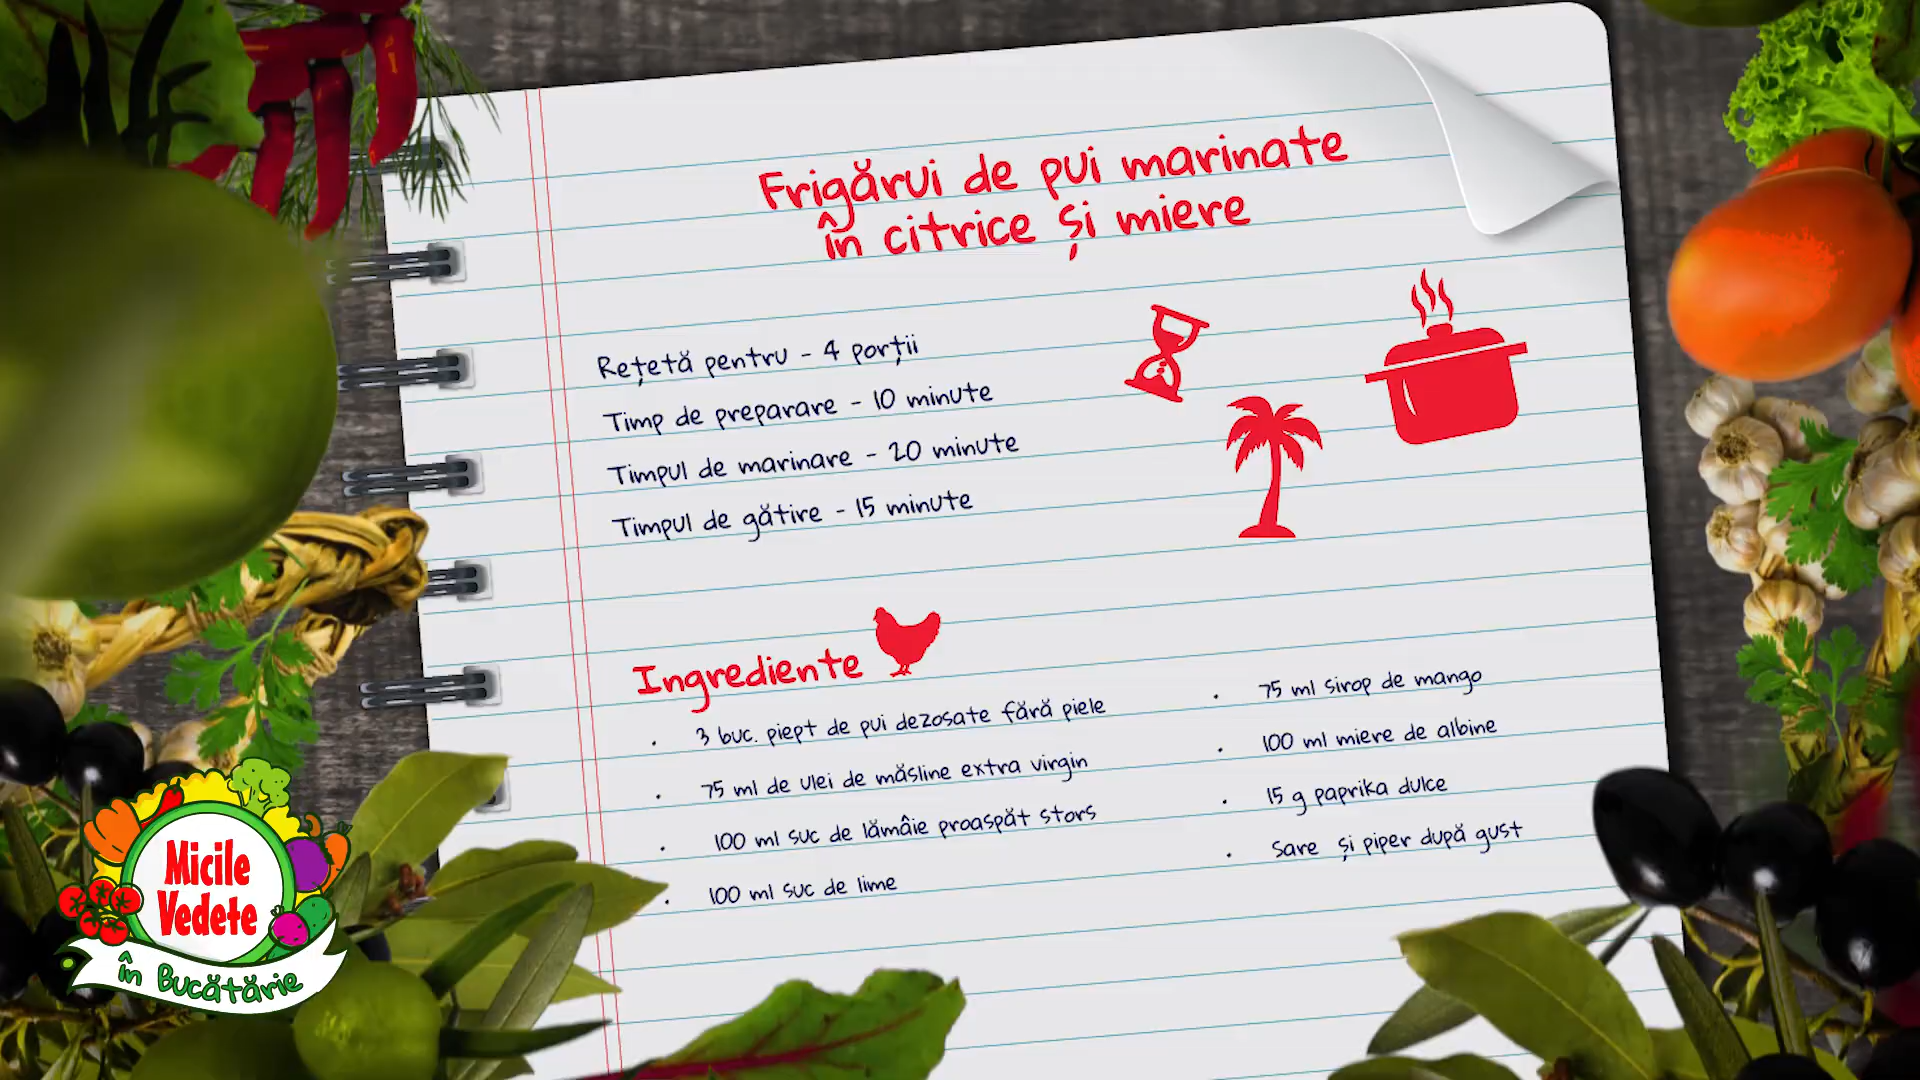 Frigărui de pui marinate
în citrice și miere
Rețetă pentru - 4 porții
Timp de preparare - 10 minute
Timpul de marinare - 20 minute
Timpul de gătire - 15 minute
Ingrediente
• 3 buc. piept de pui dezosate fără piele
• 75 ml de ulei de măsline extra virgin
• 100 ml suc de lămâie proaspăt stors
• 100 ml suc de lime
• 75 ml sirop de mango
• 100 ml miere de albine
• 15 g paprika dulce
• Sare și piper după gust
Micile
Vedete
în Bucătărie